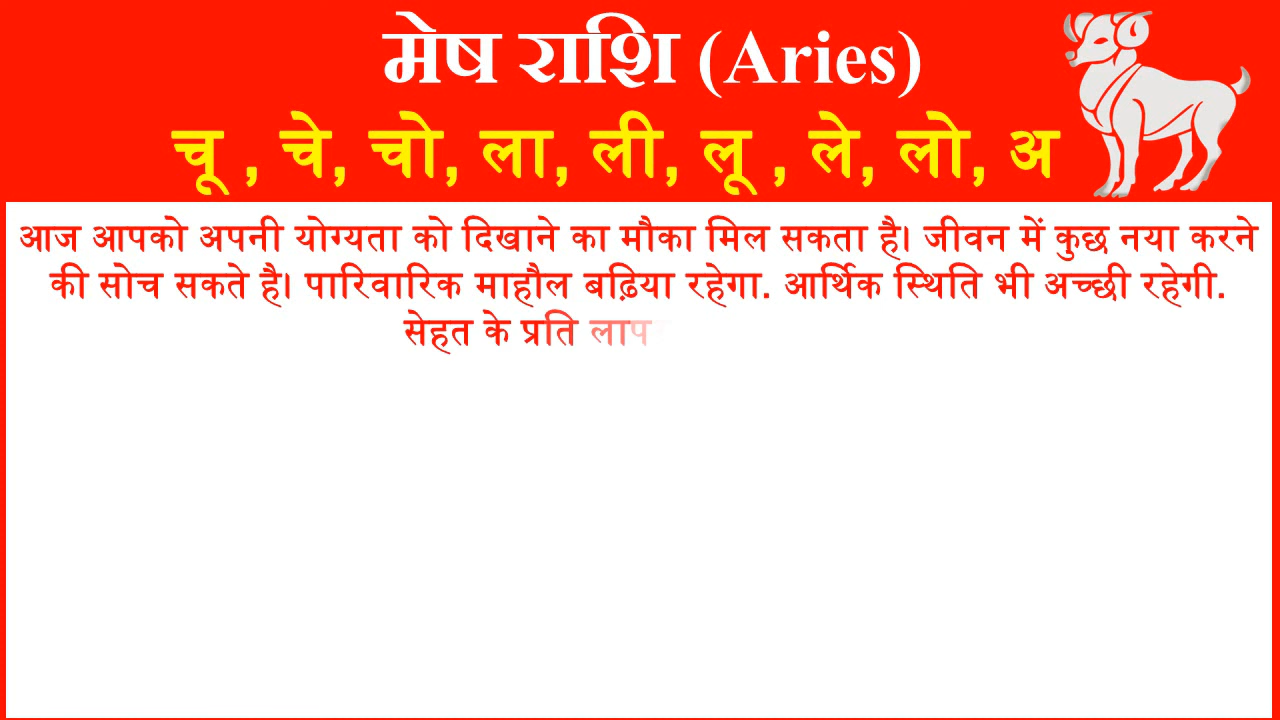 मेष राशि (Aries)
चू , चे, चो, ला, ली, लू , ले, लो, अ
आज आपको अपनी योग्यता को दिखाने का मौका मिल सकता है। जीवन में कुछ नया करने
की सोच सकते है। पारिवारिक माहौल बढ़िया रहेगा. आर्थिक स्थिति भी अच्छी रहेगी.
सेहत के प्रति